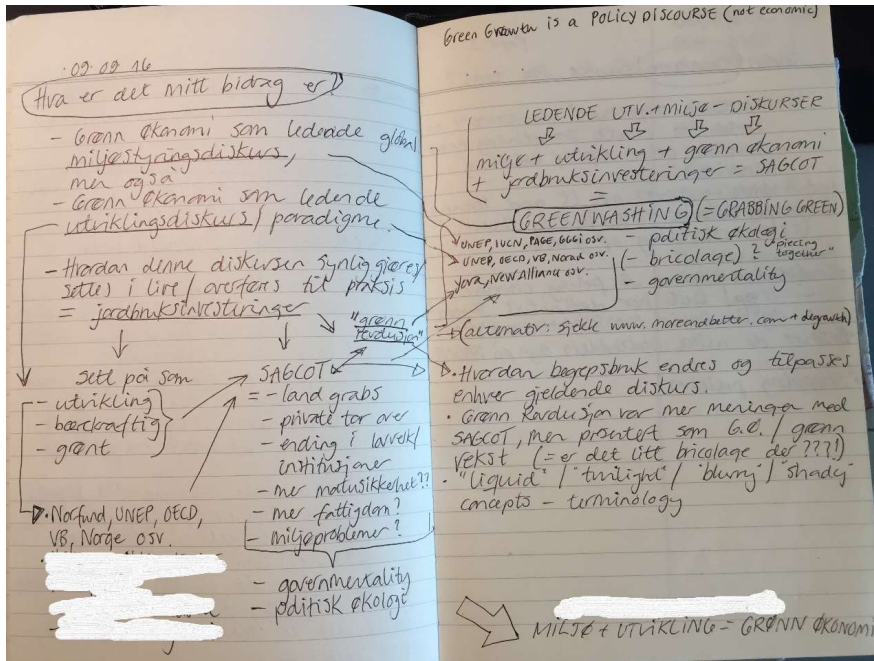 09.09.16
Hva er det mitt bidrag er?
- Grønn økonomi som ledende global
miljøstyringsdiskurs,
men også
- Grønn økonomi som ledende
utviklingsdiskurs/paradigme.
- Hvordan denne diskursen synliggjøres/
settes i live/overføres til praksis
= jordbruksinvesteringer
"grønn
revolusjon"
Sett på som
- utvikling
- bærekraftig
- grønt
SAGCOT
= - land grabs
- private tar over
- endring i lovverk/
institusjoner
- mer matusikkerhet??
- mer fattigdom?
- miljøproblemer?
- governmentality
- politisk økologi
Norfund, UNEP, OECD,
VB, Norge osv.
Green Growth is a POLICY DISCOURSE (not economic)
LEDENDE UTV.+MILJØ- DISKURSER
miljø + utvikling + grønn økonomi
+ jordbruksinvesteringer = SAGCOT
=
GREENWASHING (= GRABBING GREEN)
UNEP, IUCN, PAGE, GGGI osv.
UNEP, OECD, VB, Norad osv.
Yara, NEW Alliance osv.
- politisk økologi
(- bricolage) ? "piecing
together"
- governmentality
+ (alternativ: sjekk www.moreandbetter.com + degrowth)
• Hvordan begrepsbruk endres og tilpasses
enhver gjeldende diskurs.
• Grønn Revolusjon var mer meningen med
SAGCOT, men presentert som G.Ø./grønn
vekst (= er det litt bricolage der ???!)
• "liquid"/"twilight"/"blurry"/"shady"
concepts - terminology
MILJØ + UTVIKLING = GRØNN ØKONOMI